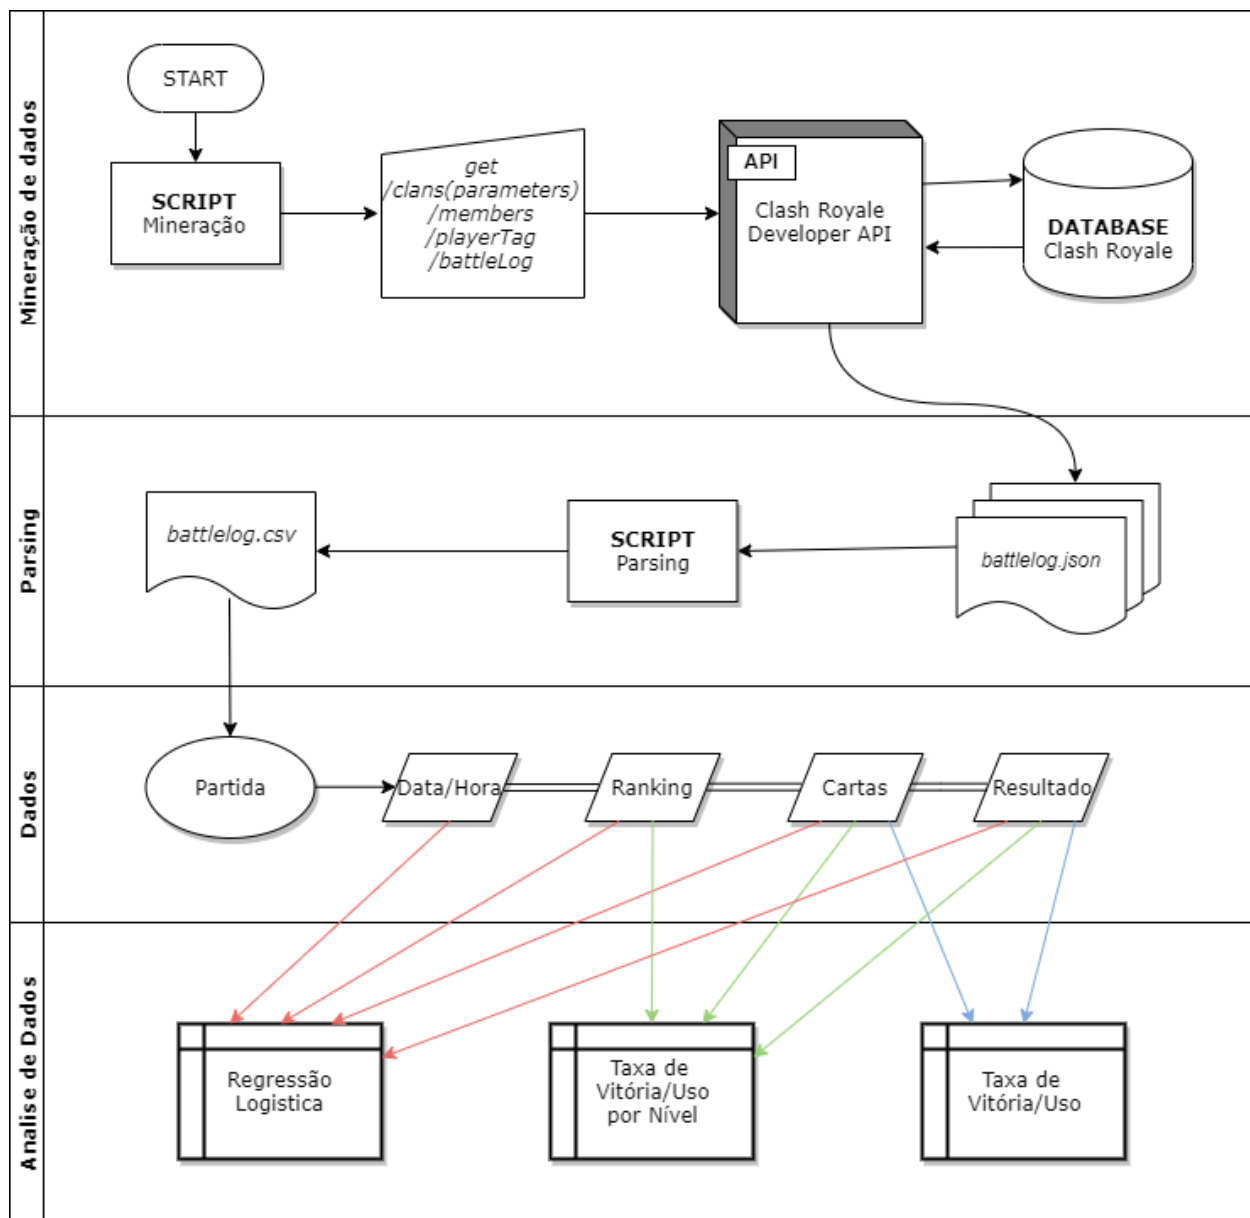 Mineração de dados
START
SCRIPT
Mineração
get
/clans(parameters)
/members
/playerTag
/battleLog
API
Clash Royale
Developer API
DATABASE
Clash Royale
Parsing
battlelog.csv
SCRIPT
Parsing
battlelog.json
Dados
Partida
Data/Hora
Ranking
Cartas
Resultado
Analise de Dados
Regressão
Logistica
Taxa de
Vitória/Uso
por Nível
Taxa de
Vitória/Uso